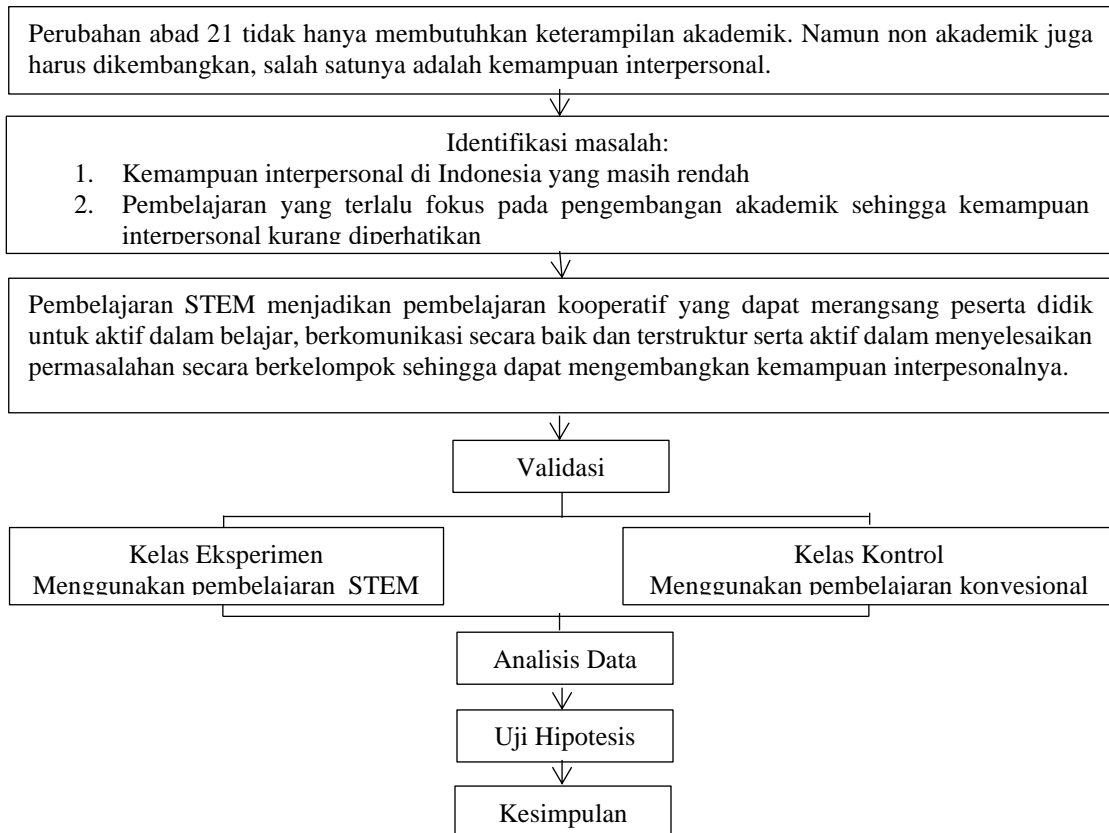 Perubahan abad 21 tidak hanya membutuhkan keterampilan akademik. Namun non akademik juga
harus dikembangkan, salah satunya adalah kemampuan interpersonal.
Identifikasi masalah:
1. Kemampuan interpersonal di Indonesia yang masih rendah
2. Pembelajaran yang terlalu fokus pada pengembangan akademik sehingga kemampuan
interpersonal kurang diperhatikan
Pembelajaran STEM menjadikan pembelajaran kooperatif yang dapat merangsang peserta didik
untuk aktif dalam belajar, berkomunikasi secara baik dan terstruktur serta aktif dalam menyelesaikan
permasalahan secara berkelompok sehingga dapat mengembangkan kemampuan interpesonalnya.
Validasi
Kelas Eksperimen
Menggunakan pembelajaran STEM
Kelas Kontrol
Menggunakan pembelajaran konvesional
Analisis Data
Uji Hipotesis
Kesimpulan